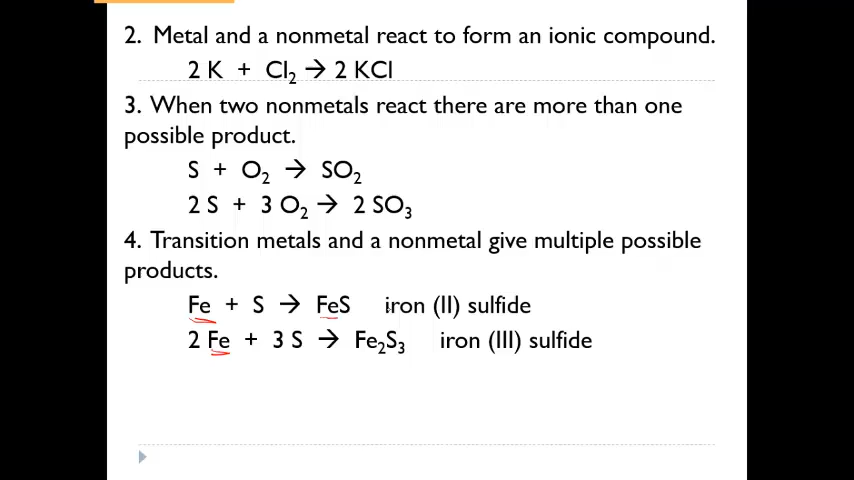 2. Metal and a nonmetal react to form an ionic compound.
2 K + Cl₂ → 2 KCl
3. When two nonmetals react there are more than one
possible product.
S + O₂ → SO₂
2 S + 3 O₂ → 2 SO₃
4. Transition metals and a nonmetal give multiple possible
products.
Fe + S → FeS iron (II) sulfide
2 Fe + 3 S → Fe₂S₃ iron (III) sulfide